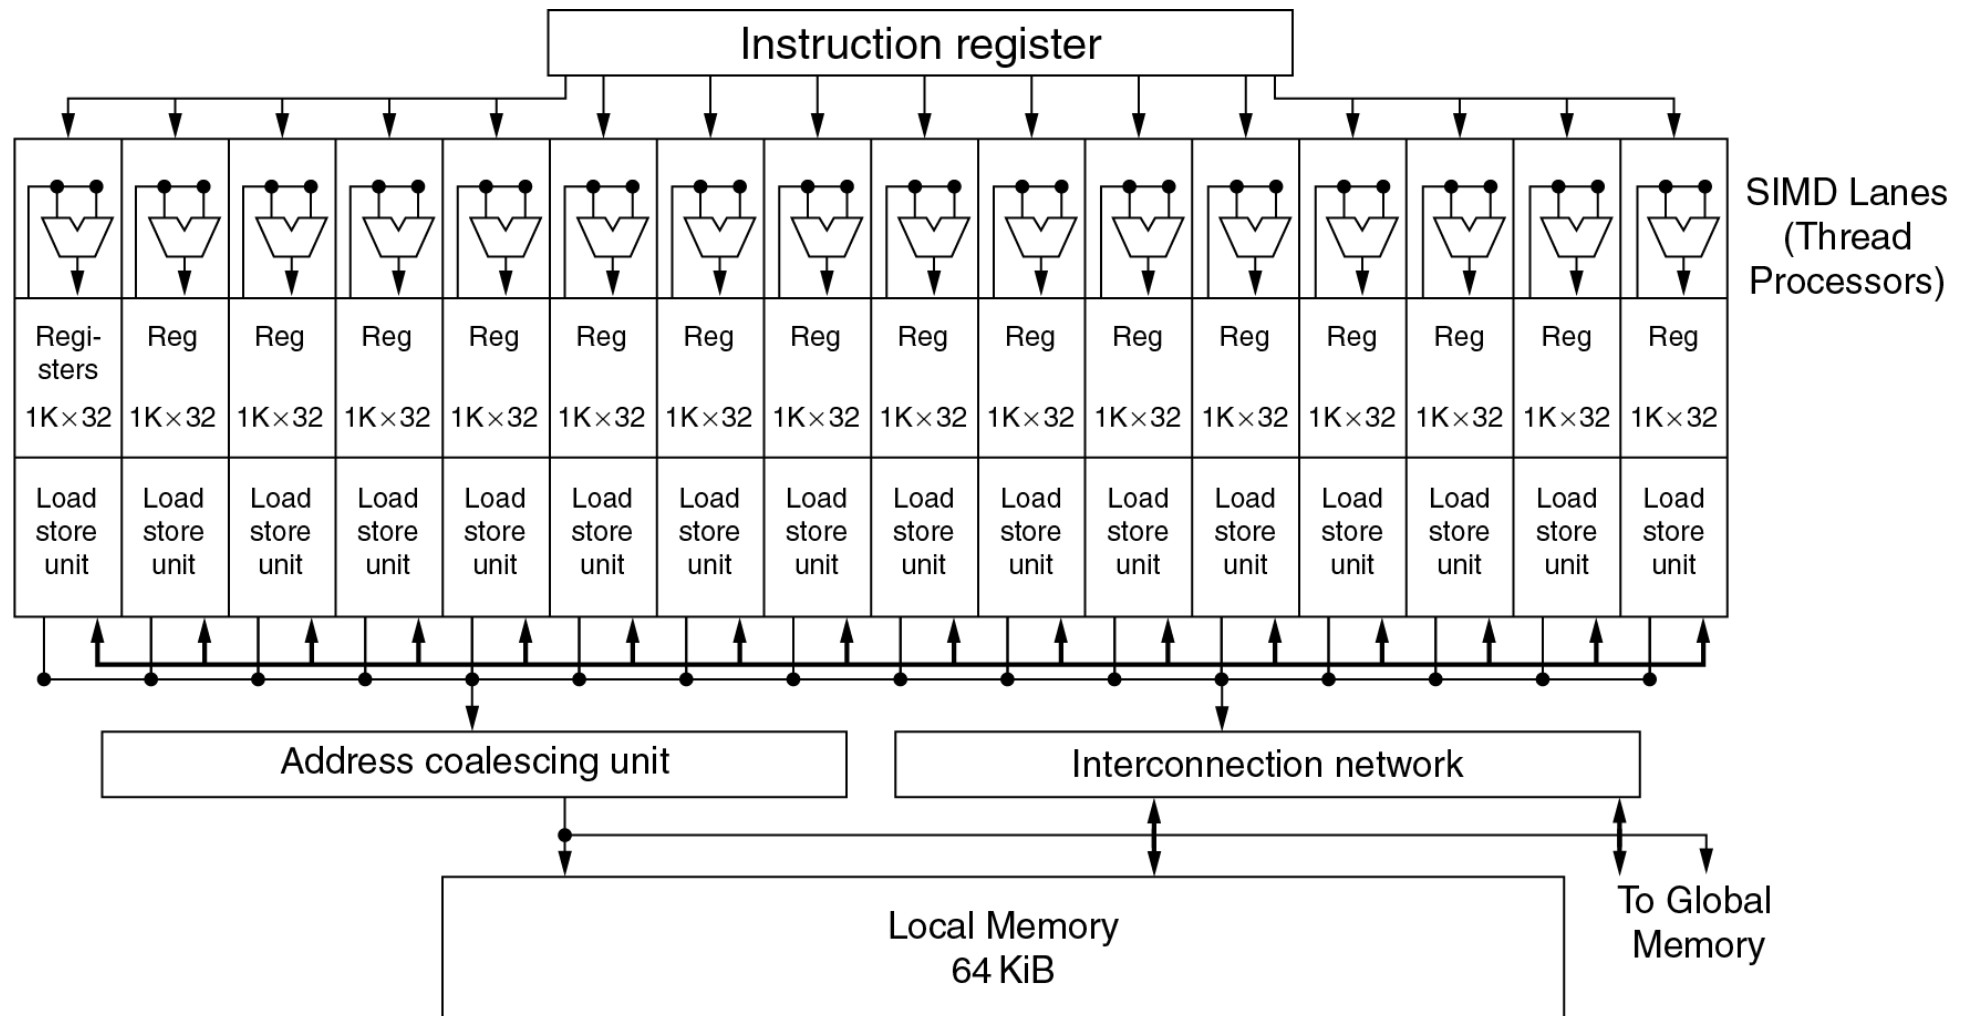 Instruction register
SIMD Lanes
(Thread
Processors)
Regi-
sters
Reg Reg Reg Reg Reg Reg Reg Reg Reg Reg Reg Reg Reg Reg Reg
1K×32 1K×32 1K×32 1K×32 1K×32 1K×32 1K×32 1K×32 1K×32 1K×32 1K×32 1K×32 1K×32 1K×32 1K×32 1K×32
Load Load Load Load Load Load Load Load Load Load Load Load Load Load Load Load
store store store store store store store store store store store store store store store store
unit unit unit unit unit unit unit unit unit unit unit unit unit unit unit unit
Address coalescing unit
Interconnection network
Local Memory
64 KiB
To Global
Memory